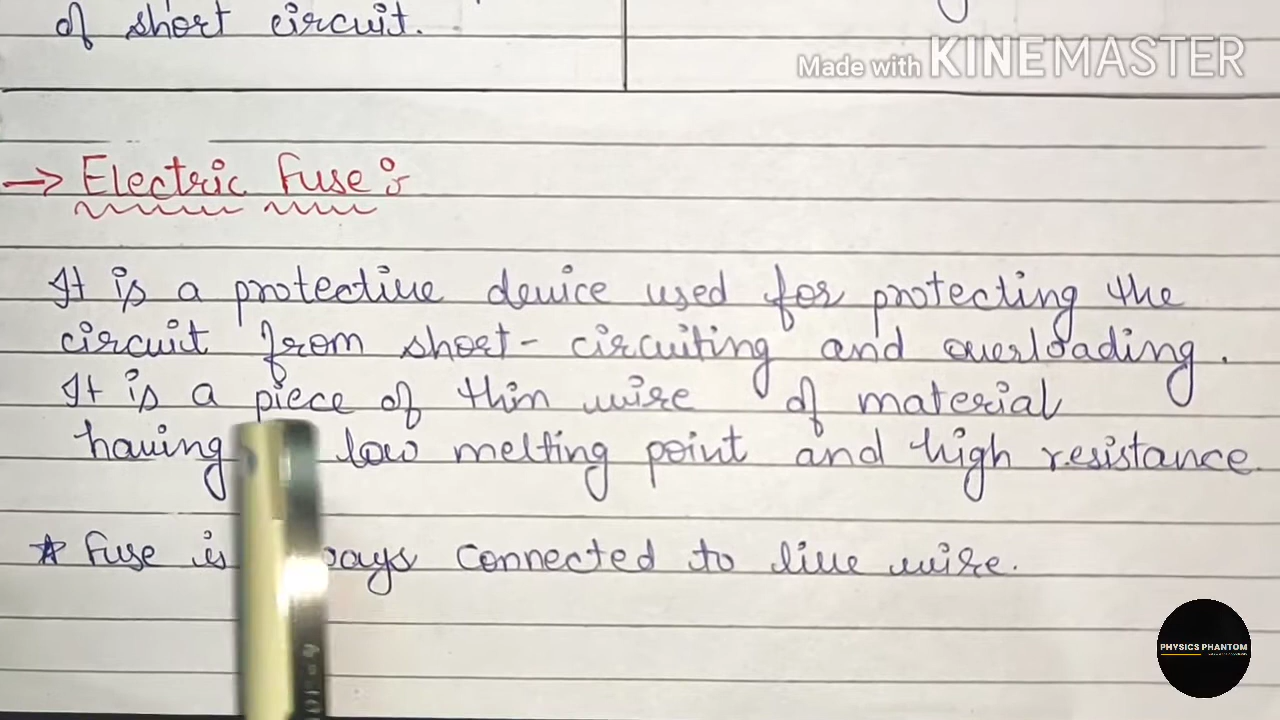 of short circuit.
Made with KINEMASTER
→ Electric Fuse :-
It is a protective device used for protecting the
circuit from short-circuiting and overloading.
It is a piece of thin wire of material
having low melting point and high resistance
* Fuse is connected to live wire.
PHYSICS PHANTOM